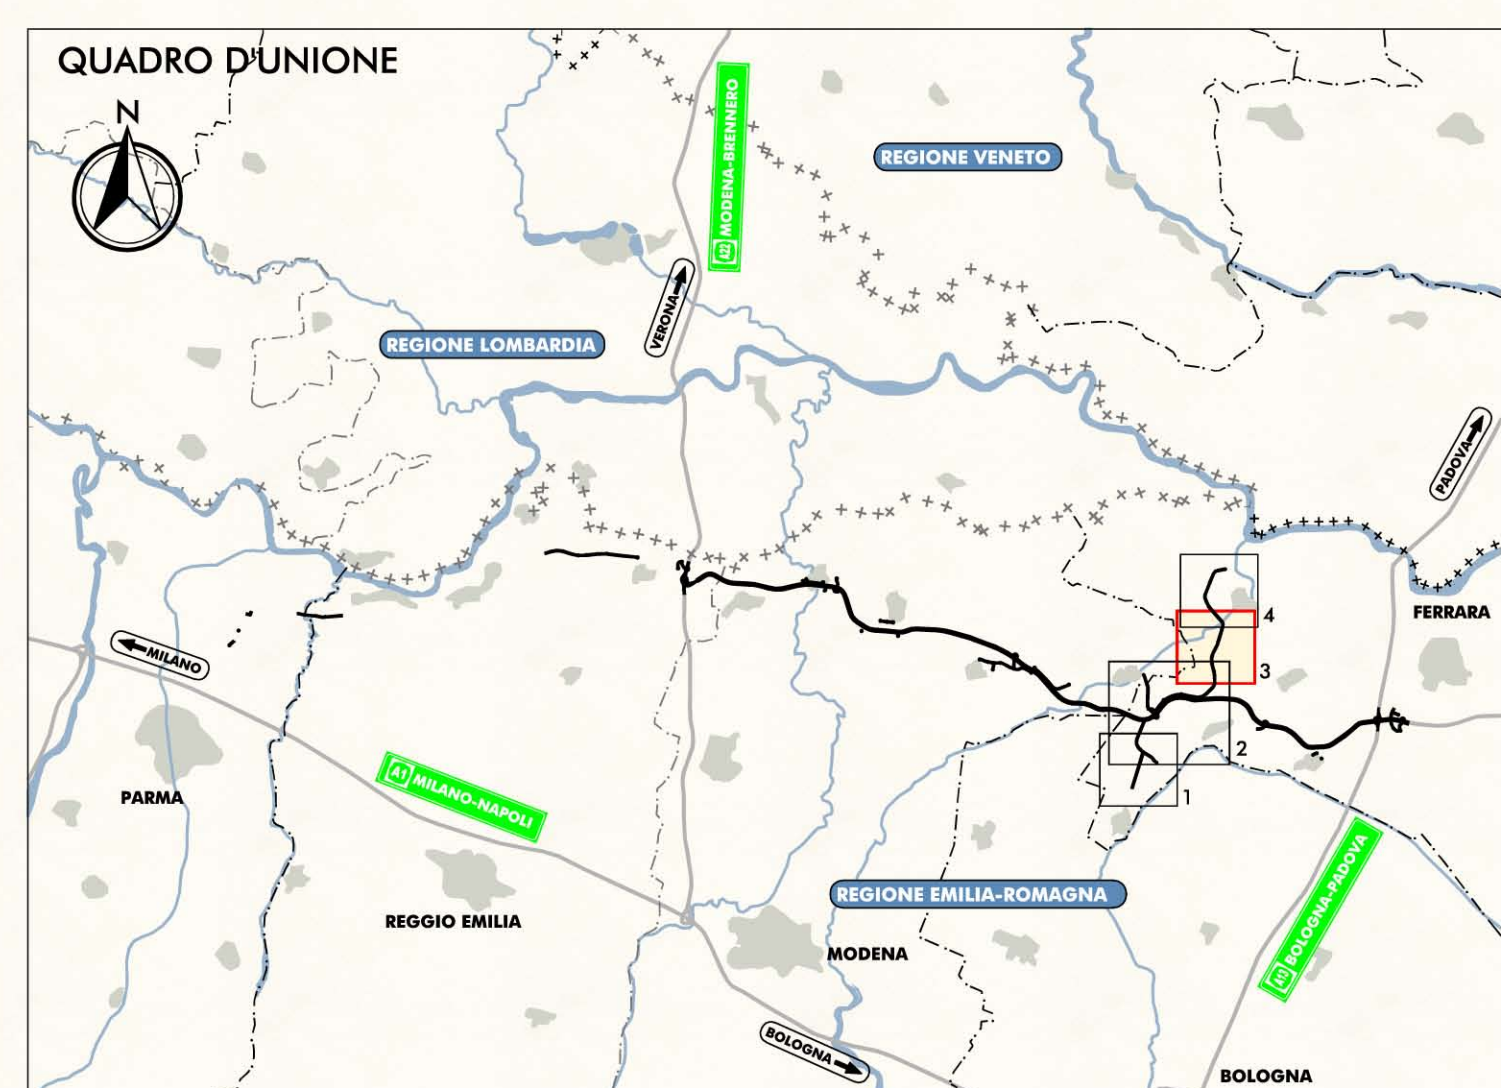 QUADRO D'UNIONE
N
A22 MODENA-BRENNERO
REGIONE VENETO
VERONA
REGIONE LOMBARDIA
PADOVA
MILANO
FERRARA
4
3
2
1
PARMA
A1 MILANO-NAPOLI
REGGIO EMILIA
REGIONE EMILIA-ROMAGNA
MODENA
A13 BOLOGNA-PADOVA
BOLOGNA
BOLOGNA